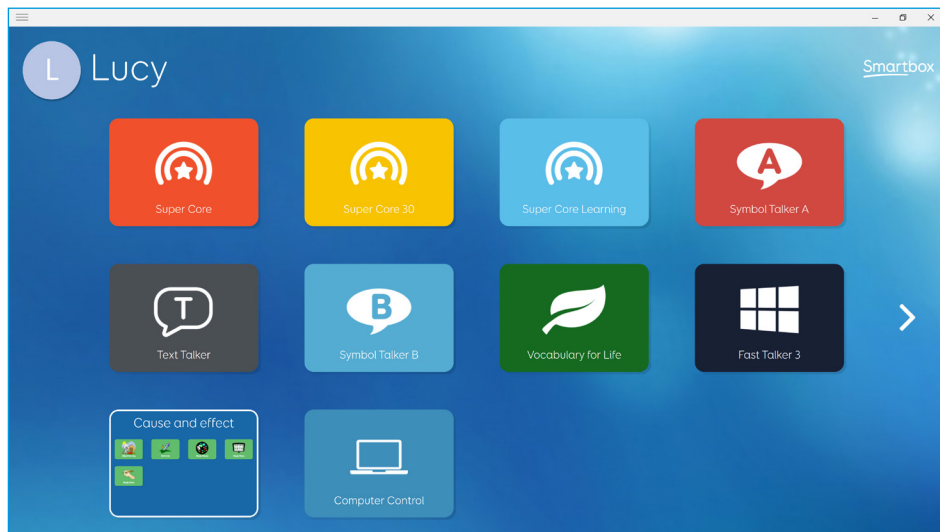 L
Lucy
Smartbox
Super Core
Super Core 30
Super Core Learning
A
Symbol Talker A
T
Text Talker
B
Symbol Talker B
Vocabulary for Life
Fast Talker 3
Cause and effect
Computer Control